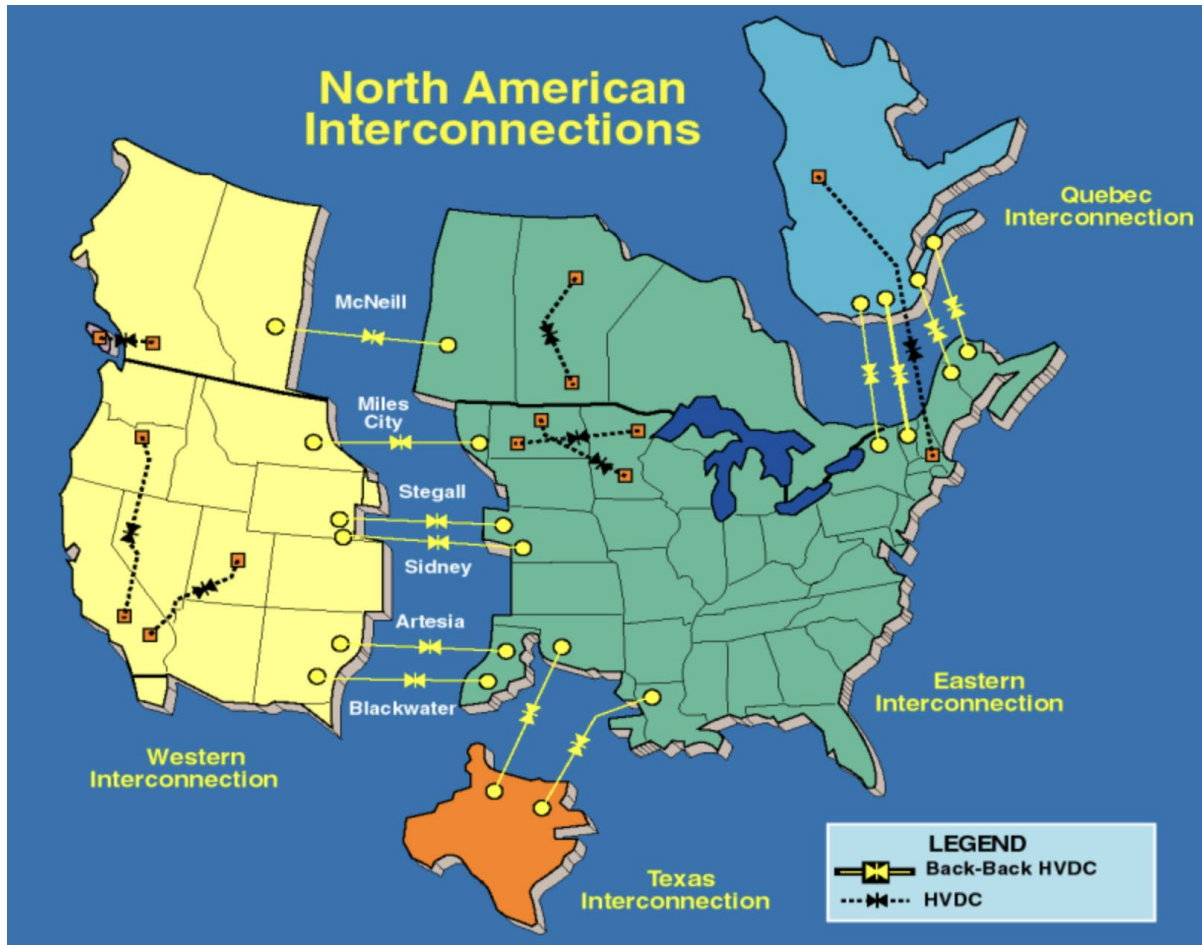 North American
Interconnections
Quebec
Interconnection
McNeill
Miles
City
Stegall
Sidney
Artesia
Blackwater
Eastern
Interconnection
Western
Interconnection
Texas
Interconnection
LEGEND
Back-Back HVDC
HVDC